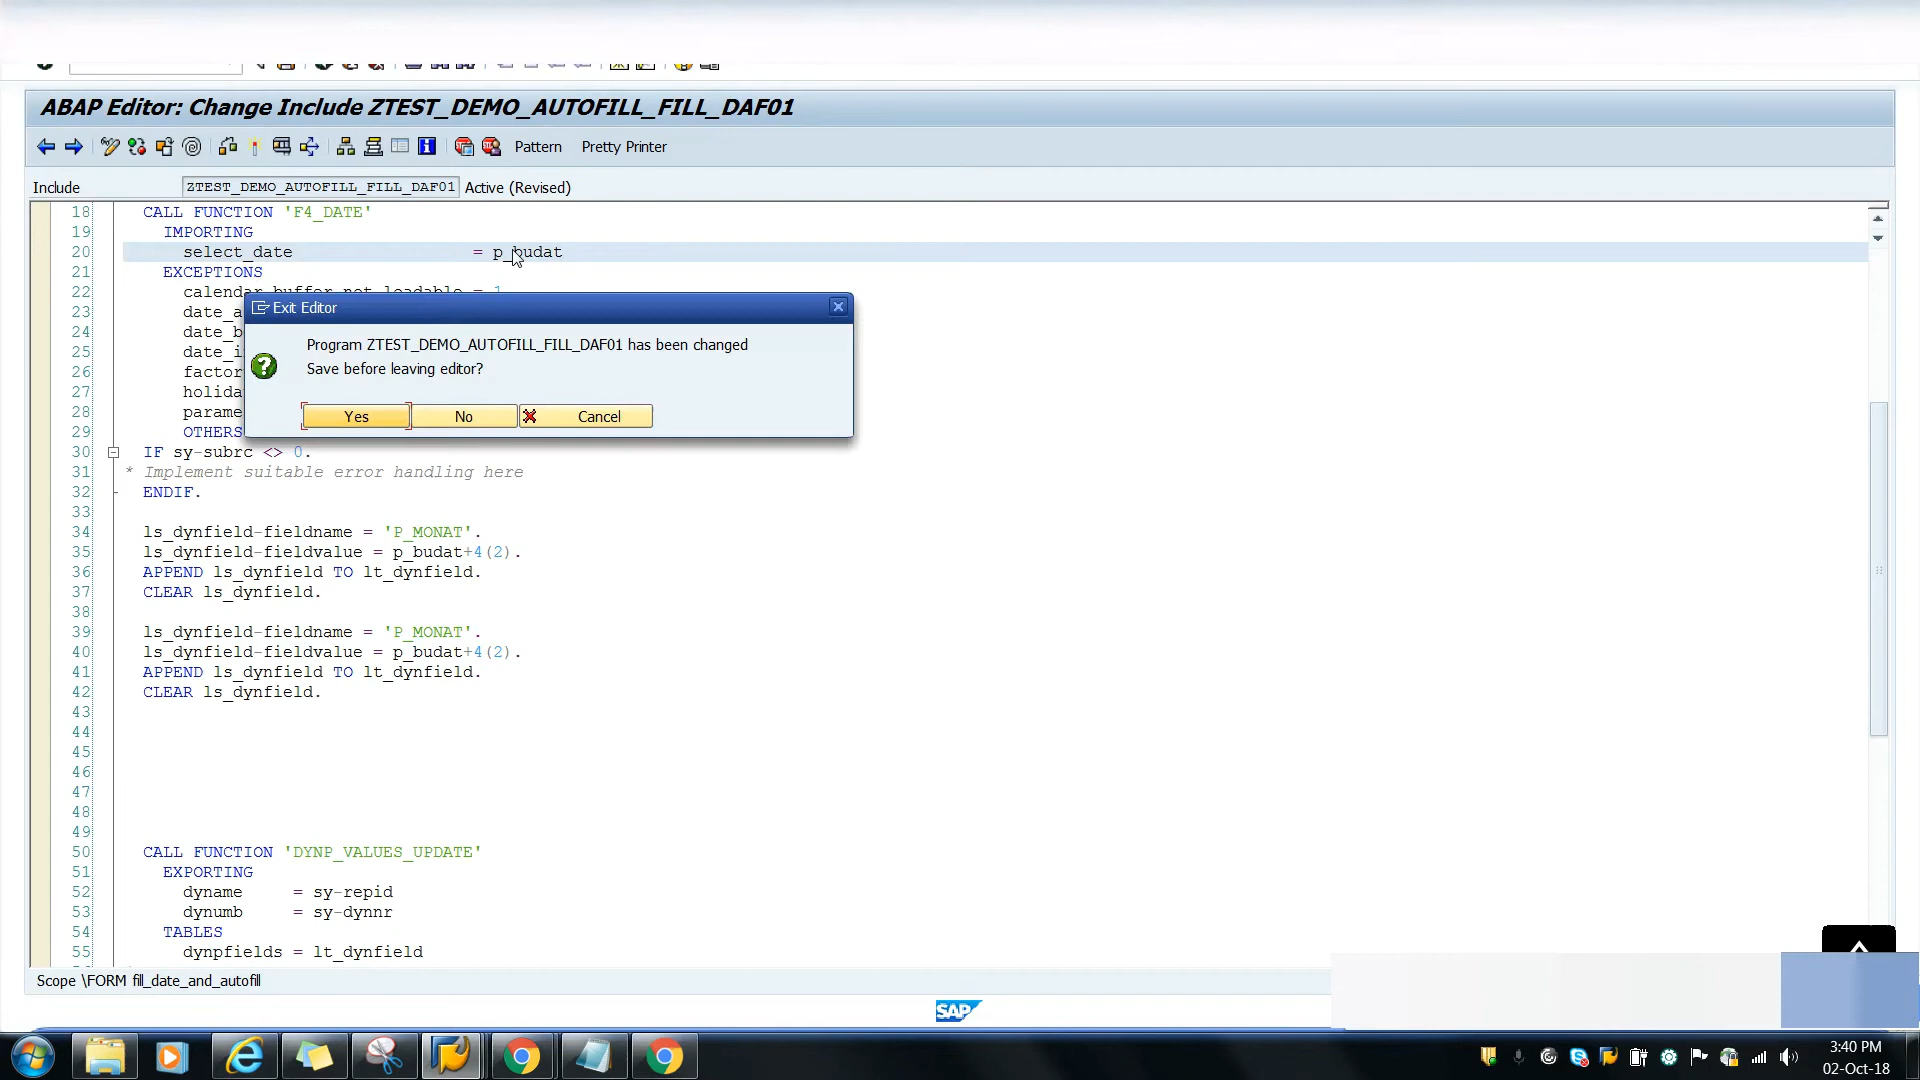 ABAP Editor: Change Include ZTEST_DEMO_AUTOFILL_FILL_DAF01
Pattern Pretty Printer
Include ZTEST_DEMO_AUTOFILL_FILL_DAF01 Active (Revised)
18 CALL FUNCTION 'F4_DATE'
19 IMPORTING
20 select_date = p_budat
21 EXCEPTIONS
22 calendar_buffer_not_loadable = 1
23 date_a
24 date_b
25 date_i
26 factor
27 holida
28 parame
29 OTHERS
Exit Editor
Program ZTEST_DEMO_AUTOFILL_FILL_DAF01 has been changed
Save before leaving editor?
Yes No Cancel
30 IF sy-subrc <> 0.
31 * Implement suitable error handling here
32 ENDIF.
33
34 ls_dynfield-fieldname = 'P_MONAT'.
35 ls_dynfield-fieldvalue = p_budat+4(2).
36 APPEND ls_dynfield TO lt_dynfield.
37 CLEAR ls_dynfield.
38
39 ls_dynfield-fieldname = 'P_MONAT'.
40 ls_dynfield-fieldvalue = p_budat+4(2).
41 APPEND ls_dynfield TO lt_dynfield.
42 CLEAR ls_dynfield.
43
44
45
46
47
48
49
50 CALL FUNCTION 'DYNP_VALUES_UPDATE'
51 EXPORTING
52 dyname = sy-repid
53 dynumb = sy-dynnr
54 TABLES
55 dynpfields = lt_dynfield
Scope \FORM fill_date_and_autofill
SAP
3:40 PM
02-Oct-18